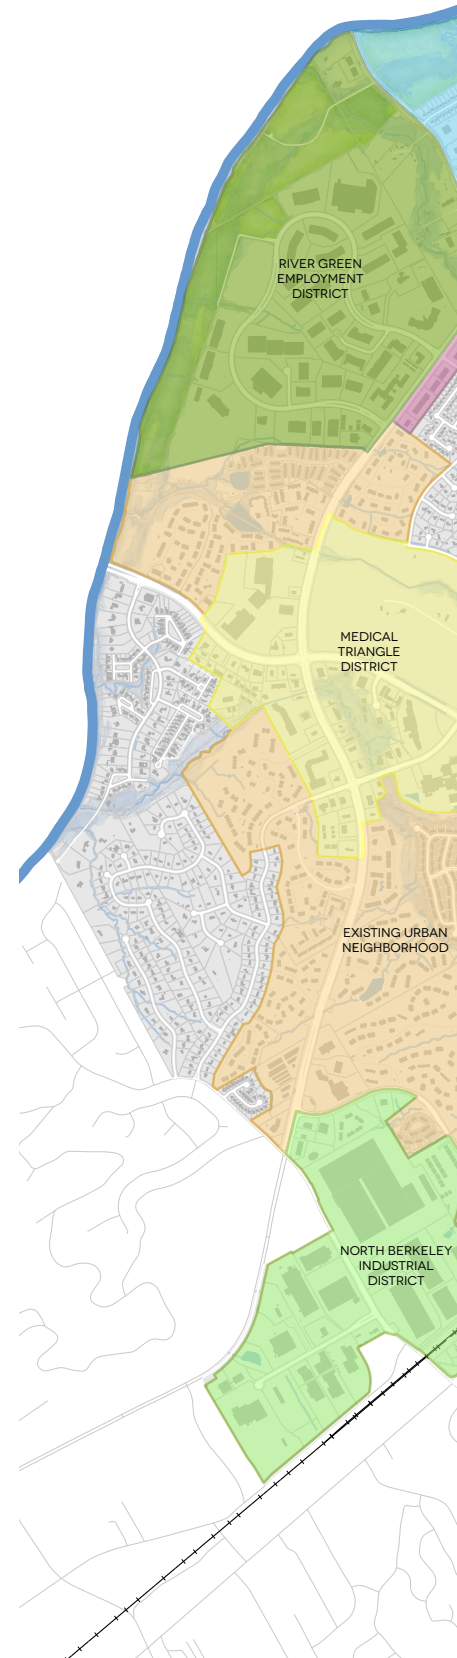 RIVER GREEN
EMPLOYMENT
DISTRICT
MEDICAL
TRIANGLE
DISTRICT
EXISTING URBAN
NEIGHBORHOOD
NORTH BERKELEY
INDUSTRIAL
DISTRICT